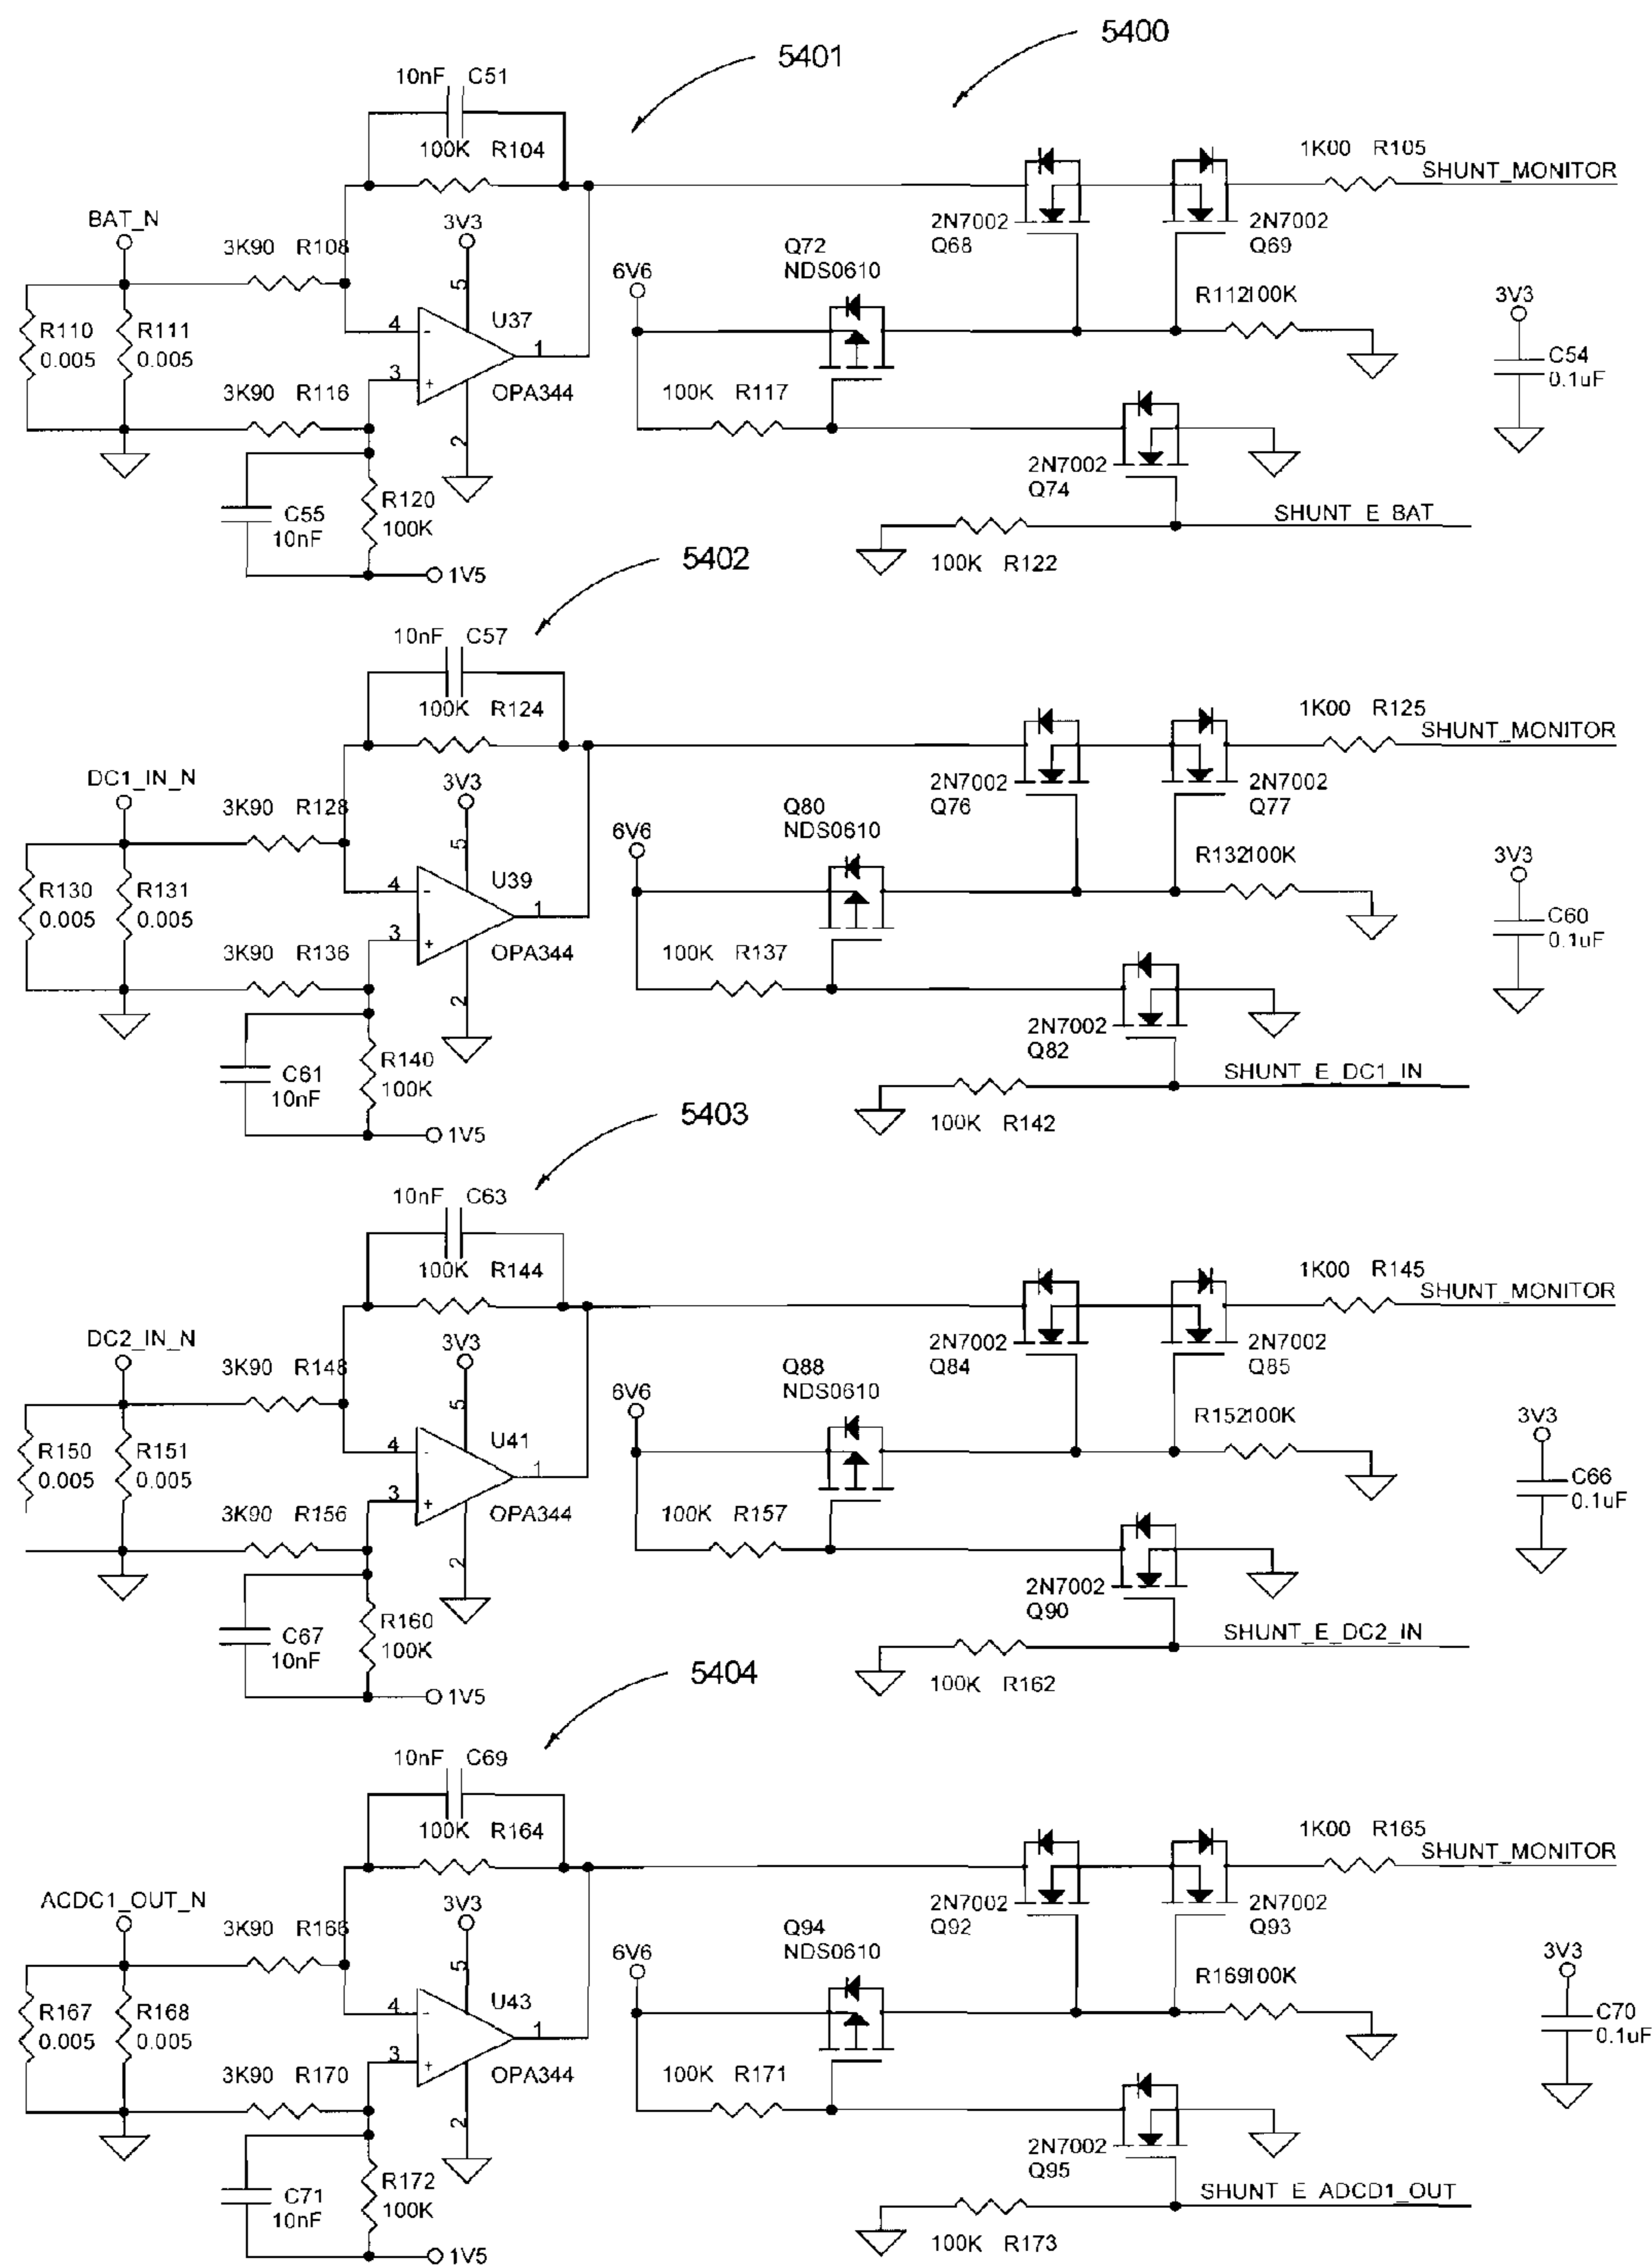 5400
5401
10nF C51
100K R104
1K00 R105
SHUNT_MONITOR
BAT_N
3K90 R108
3V3
5
2N7002
Q68
2N7002
Q69
Q72
NDS0610
6V6
R112 100K
3V3
R110
0.005
R111
0.005
4
-
U37
1
3
+
OPA344
C54
0.1uF
3K90 R116
100K R117
2
2N7002
Q74
R120
100K
C55
10nF
SHUNT_E_BAT
1V5
100K R122
5402
10nF C57
100K R124
1K00 R125
SHUNT_MONITOR
DC1_IN_N
3K90 R128
3V3
5
2N7002
Q76
2N7002
Q77
Q80
NDS0610
6V6
R132 100K
3V3
R130
0.005
R131
0.005
4
-
U39
1
3
+
OPA344
C60
0.1uF
3K90 R136
100K R137
2
2N7002
Q82
R140
100K
C61
10nF
SHUNT_E_DC1_IN
1V5
100K R142
5403
10nF C63
100K R144
1K00 R145
SHUNT_MONITOR
DC2_IN_N
3K90 R148
3V3
5
2N7002
Q84
2N7002
Q85
Q88
NDS0610
6V6
R152 100K
3V3
R150
0.005
R151
0.005
4
-
U41
1
3
+
OPA344
C66
0.1uF
3K90 R156
100K R157
2
2N7002
Q90
R160
100K
C67
10nF
SHUNT_E_DC2_IN
1V5
100K R162
5404
10nF C69
100K R164
1K00 R165
SHUNT_MONITOR
ACDC1_OUT_N
3K90 R166
3V3
5
2N7002
Q92
2N7002
Q93
Q94
NDS0610
6V6
R169 100K
3V3
R167
0.005
R168
0.005
4
-
U43
1
3
+
OPA344
C70
0.1uF
3K90 R170
100K R171
2
2N7002
Q95
R172
100K
C71
10nF
SHUNT_E_ADCD1_OUT
1V5
100K R173